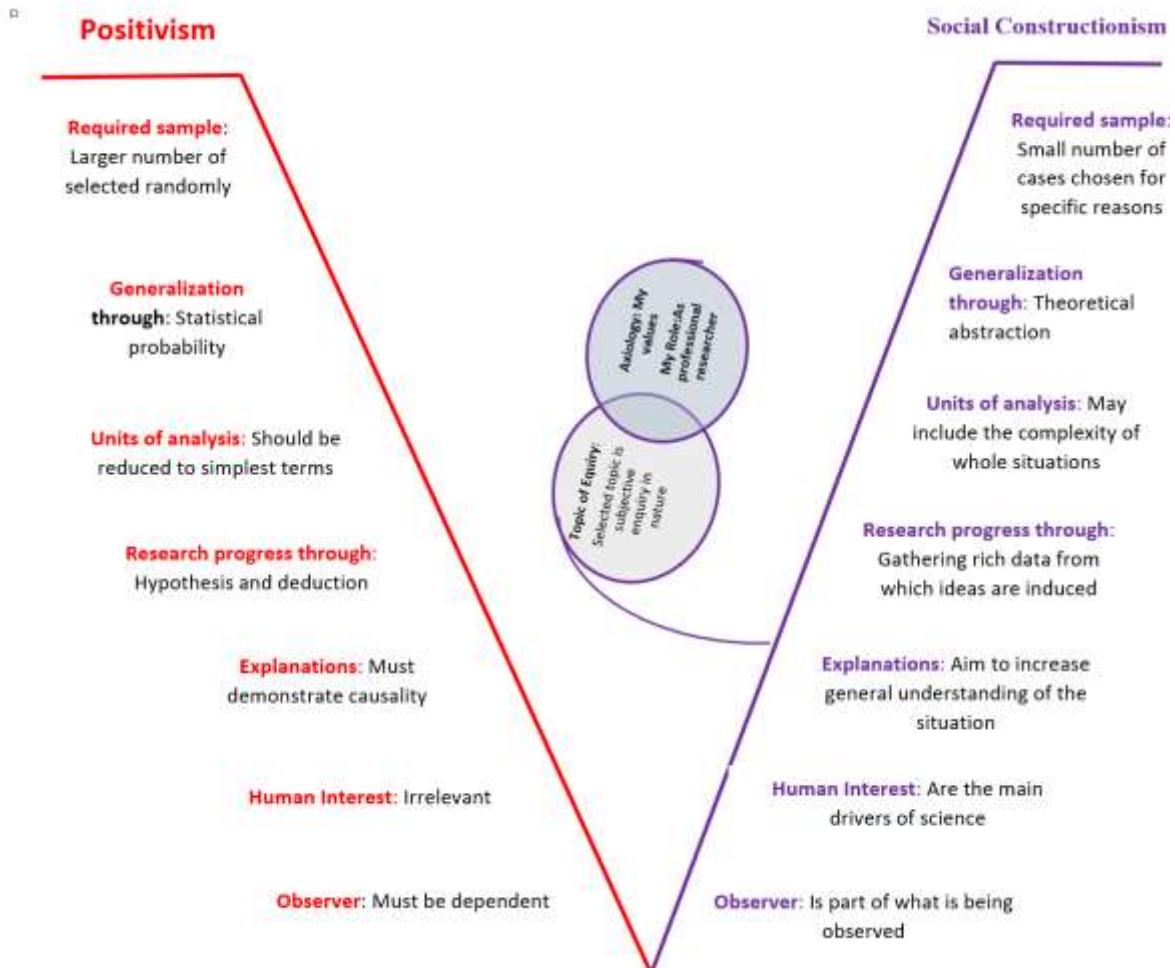 Positivism
Required sample:
Larger number of
selected randomly
Generalization
through: Statistical
probability
Units of analysis: Should be
reduced to simplest terms
Research progress through:
Hypothesis and deduction
Explanations: Must
demonstrate causality
Human Interest: Irrelevant
Observer: Must be dependent
Axiology: My
values
My Role:As
professional
researcher
Topic of Equiry:
Selected topic is
subjective
enquiry in
nature
Social Constructionism
Required sample:
Small number of
cases chosen for
specific reasons
Generalization
through: Theoretical
abstraction
Units of analysis: May
include the complexity of
whole situations
Research progress through:
Gathering rich data from
which ideas are induced
Explanations: Aim to increase
general understanding of the
situation
Human Interest: Are the main
drivers of science
Observer: Is part of what is being
observed